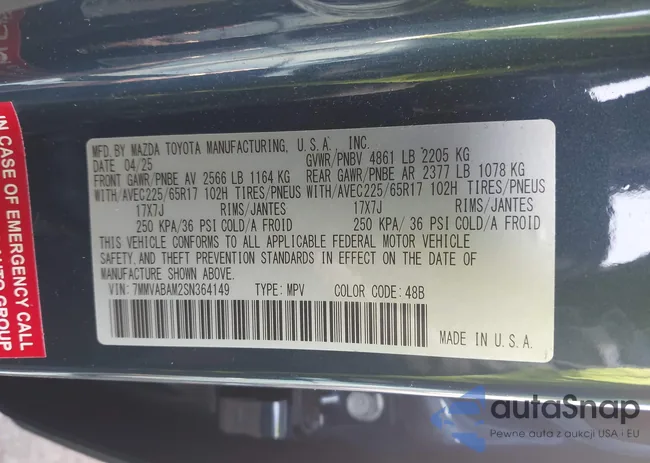 MFD.BY MAZDA TOYOTA MANUFACTURING, U.S.A., INC.
DATE 04/25 GVWR/PNBV 4861 LB 2205 KG
FRONT GAWR/PNBE AV 2566 LB 1164 KG REAR GAWR/PNBE AR 2377 LB 1078 KG
WITH/AVEC225/65R17 102H TIRES/PNEUS WITH/AVEC225/65R17 102H TIRES/PNEUS
17X7J RIMS/JANTES 17X7J RIMS/JANTES
250 KPA/36 PSI COLD/A FROID 250 KPA/ 36 PSI COLD/A FROID
THIS VEHICLE CONFORMS TO ALL APPLICABLE FEDERAL MOTOR VEHICLE
SAFETY,AND THEFT PREVENTION STANDARDS IN EFFECT ON THE DATE OF
MANUFACTURE SHOWN ABOVE.
VIN: 7MMVABAM2SN364149 TYPE: MPV COLOR CODE: 48B
MADE IN U.S.A.
IN CASE OF EMERGENCY CALL
AUTO GROUP
autoSnap
Pewne auta z aukcji USA i EU